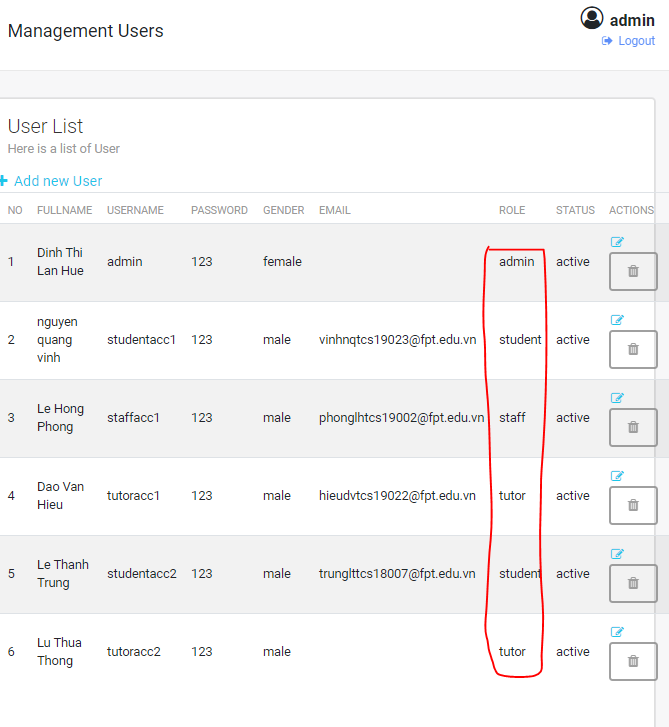 Management Users
admin
Logout
User List
Here is a list of User
Add new User
NO FULLNAME USERNAME PASSWORD GENDER EMAIL ROLE STATUS ACTIONS
1 Dinh Thi Lan Hue admin 123 female admin active
2 nguyen quang vinh studentacc1 123 male vinhnqtcs19023@fpt.edu.vn student active
3 Le Hong Phong staffacc1 123 male phonglhtcs19002@fpt.edu.vn staff active
4 Dao Van Hieu tutoracc1 123 male hieudvtcs19022@fpt.edu.vn tutor active
5 Le Thanh Trung studentacc2 123 male trunglttcs18007@fpt.edu.vn student active
6 Lu Thua Thong tutoracc2 123 male tutor active